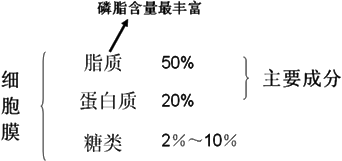 磷脂含量最丰富
细胞膜
脂质 50%
蛋白质 20%
糖类 2%～10%
主要成分